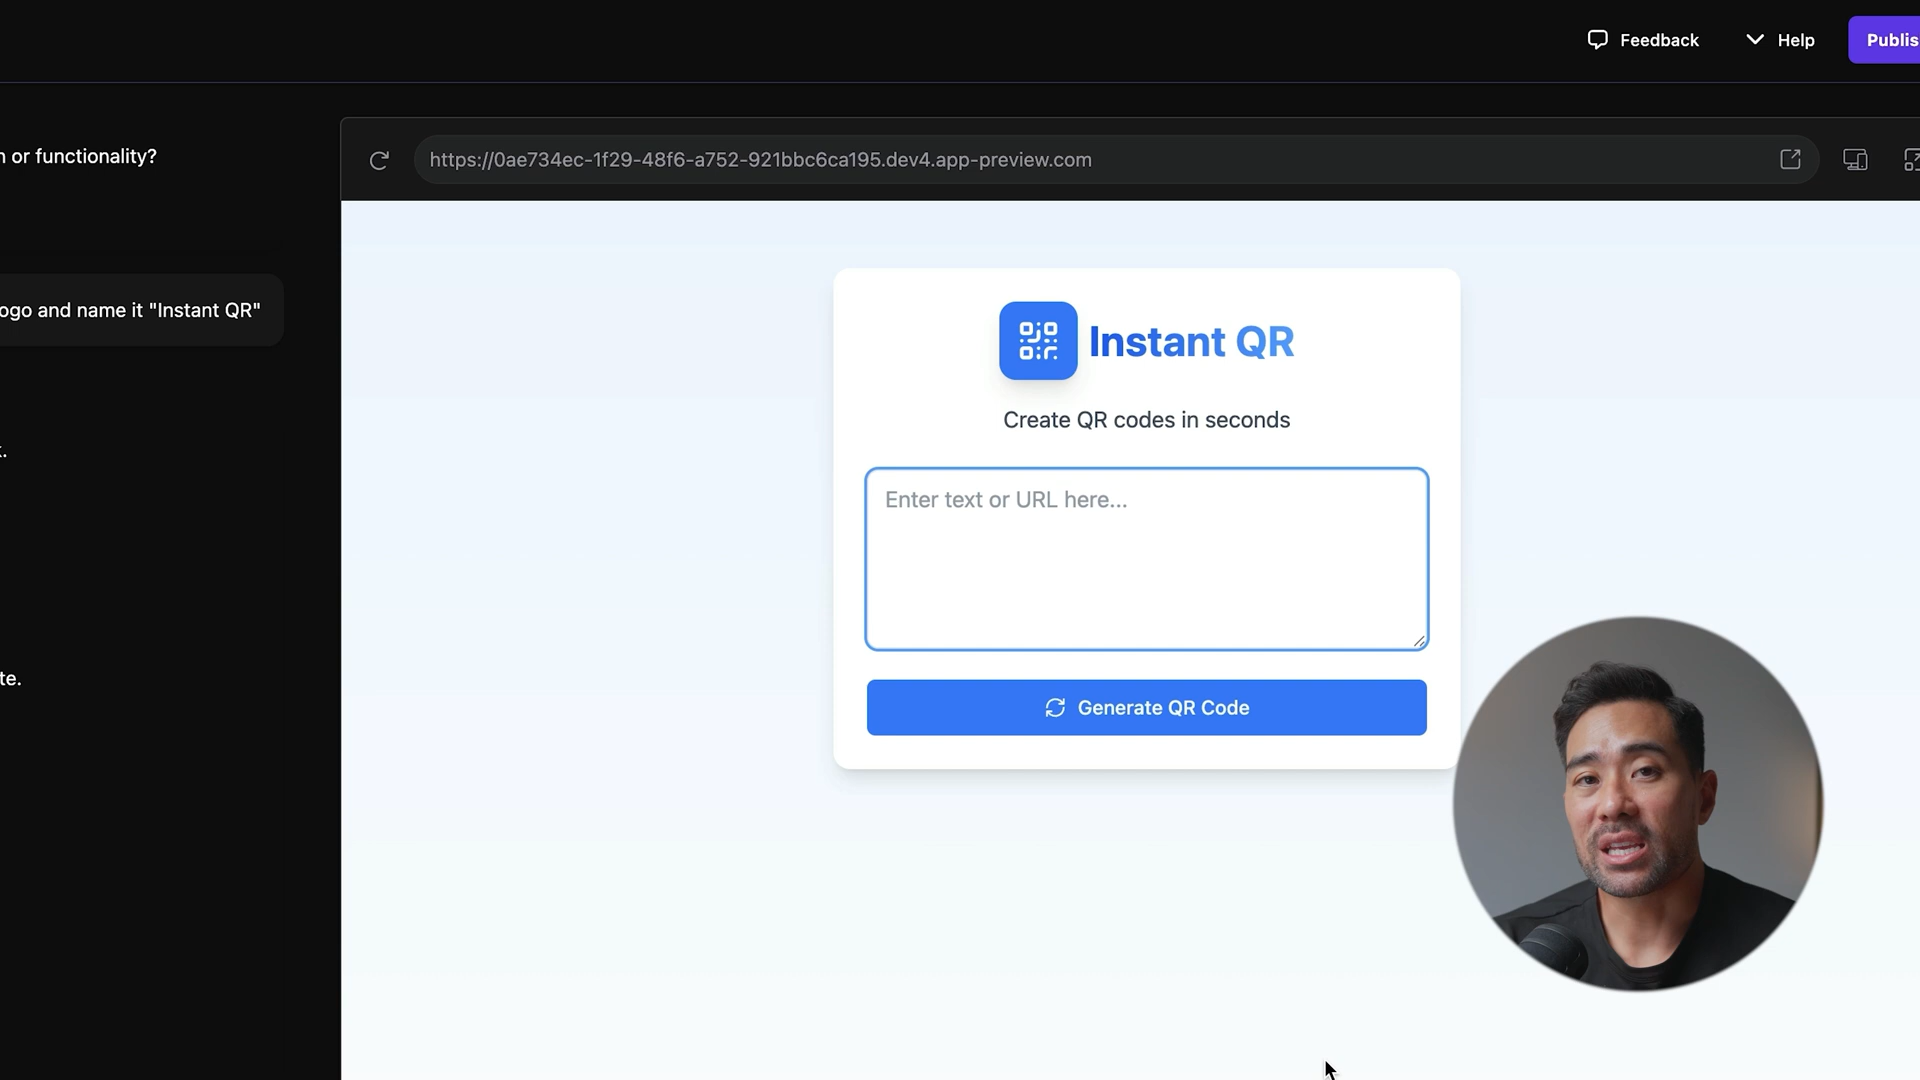 Feedback
Help
Publis
n or functionality?
https://0ae734ec-1f29-48f6-a752-921bbc6ca195.dev4.app-preview.com
ogo and name it "Instant QR"
Instant QR
Create QR codes in seconds
Enter text or URL here...
Generate QR Code
te.